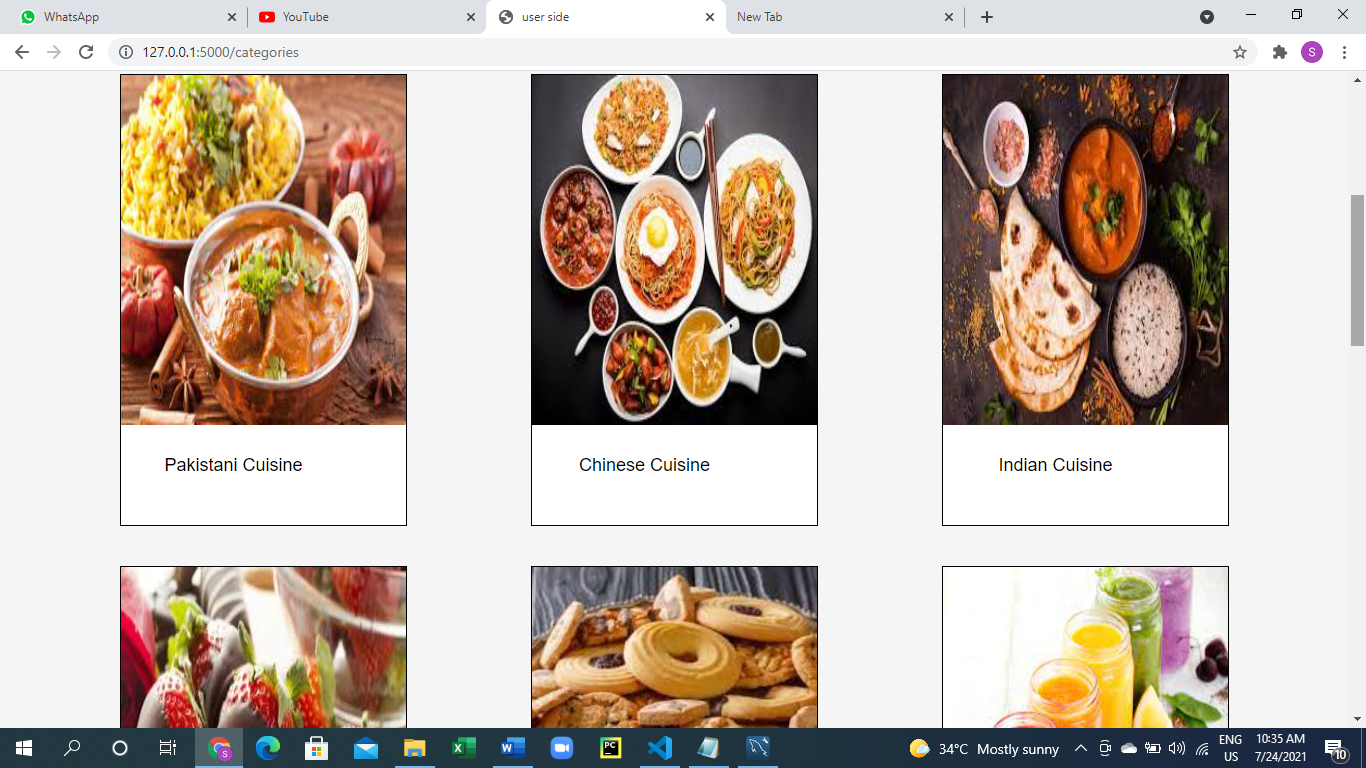 WhatsApp
YouTube
user side
New Tab
127.0.0.1:5000/categories
S
Pakistani Cuisine
Chinese Cuisine
Indian Cuisine
S
X
W
PC
34°C Mostly sunny
ENG
US
10:35 AM
7/24/2021
10